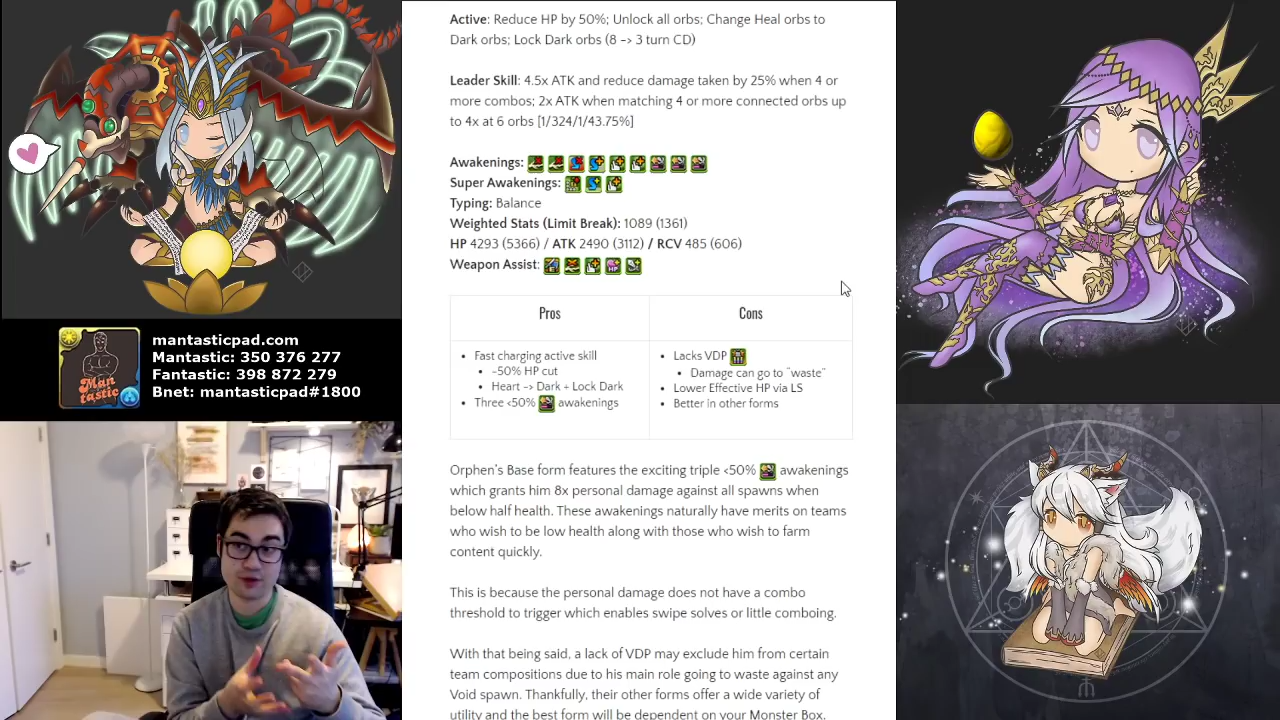 Active: Reduce HP by 50%; Unlock all orbs; Change Heal orbs to
Dark orbs; Lock Dark orbs (8 -> 3 turn CD)
Leader Skill: 4.5x ATK and reduce damage taken by 25% when 4 or
more combos; 2x ATK when matching 4 or more connected orbs up
to 4x at 6 orbs [1/324/1/43.75%]
Awakenings:
Super Awakenings:
Typing: Balance
Weighted Stats (Limit Break): 1089 (1361)
HP 4293 (5366) / ATK 2490 (3112) / RCV 485 (606)
Weapon Assist:
Pros
Cons
Fast charging active skill
-50% HP cut
Heart -> Dark + Lock Dark
Three <50% awakenings
Lacks VDP
Damage can go to "waste"
Lower Effective HP via LS
Better in other forms
Orphen's Base form features the exciting triple <50% awakenings
which grants him 8x personal damage against all spawns when
below half health. These awakenings naturally have merits on teams
who wish to be low health along with those who wish to farm
content quickly.
This is because the personal damage does not have a combo
threshold to trigger which enables swipe solves or little comboing.
With that being said, a lack of VDP may exclude him from certain
team compositions due to his main role going to waste against any
Void spawn. Thankfully, their other forms offer a wide variety of
utility and the best form will be dependent on your Monster Box.
Man
tastic
mantasticpad.com
Mantastic: 350 376 277
Fantastic: 398 872 279
Bnet: mantasticpad#1800